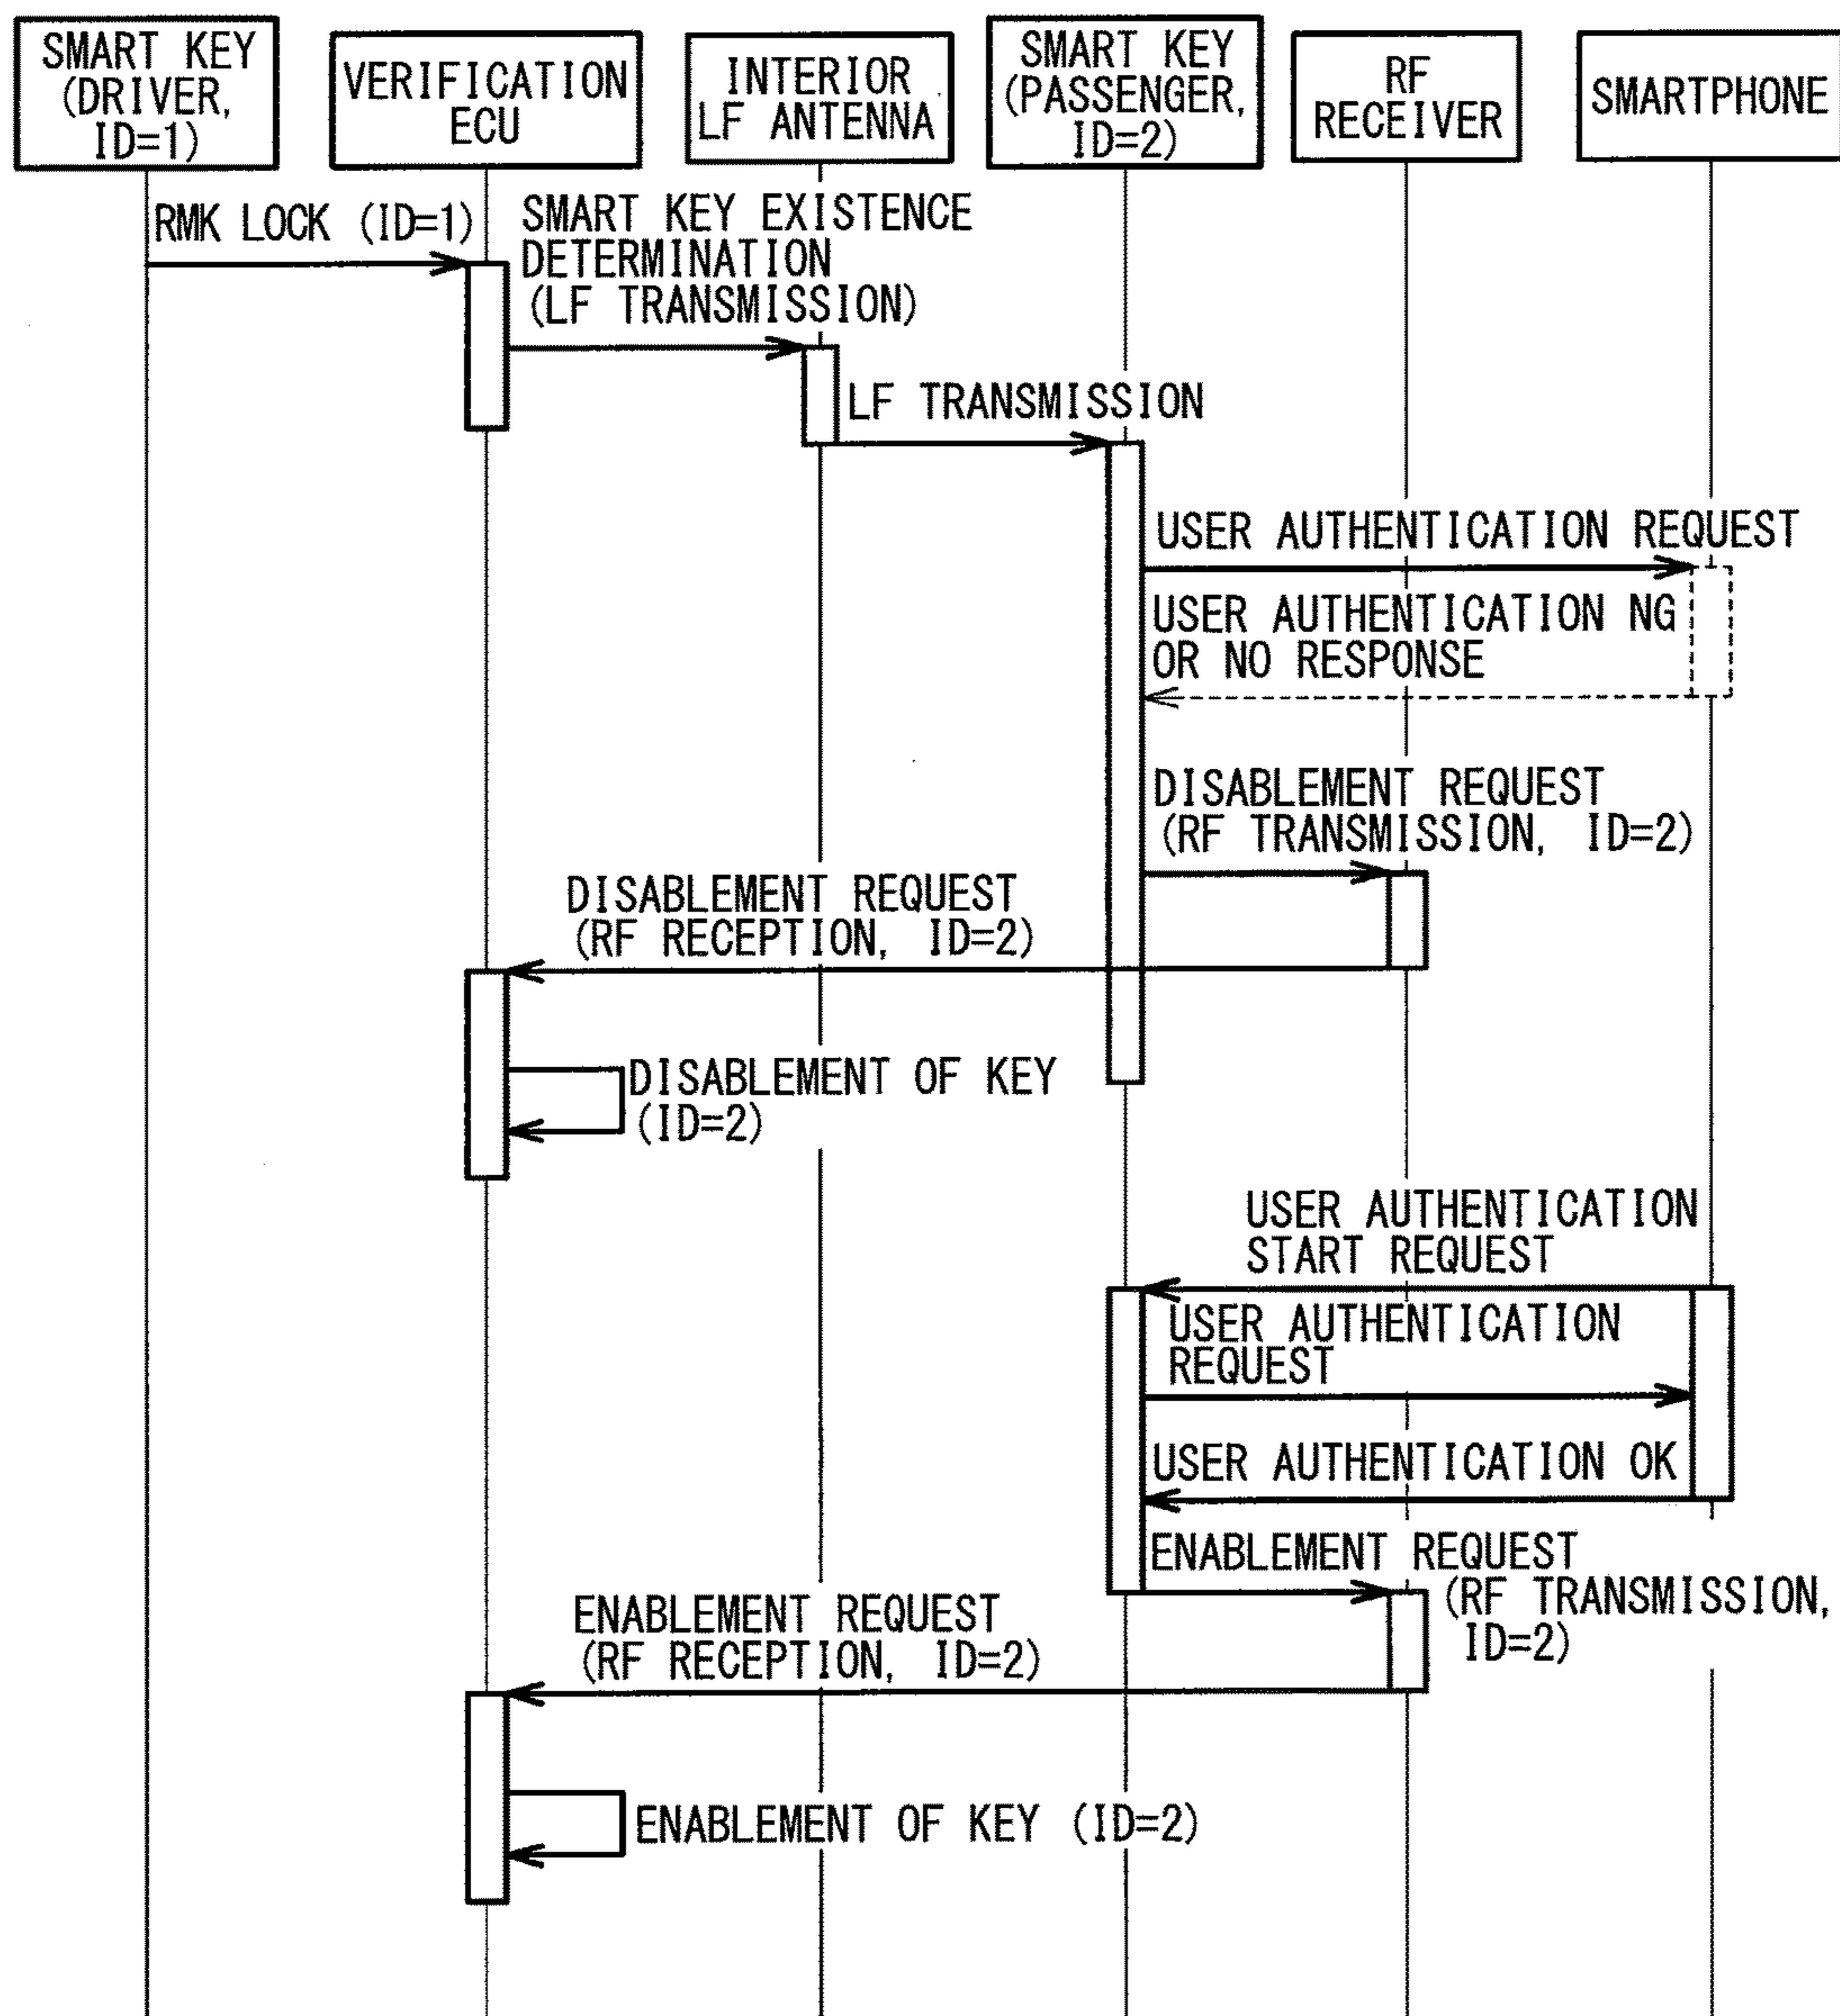 SMART KEY
(DRIVER,
ID=1)
VERIFICATION
ECU
INTERIOR
LF ANTENNA
SMART KEY
(PASSENGER,
ID=2)
RF
RECEIVER
SMARTPHONE
RMK LOCK (ID=1)
SMART KEY EXISTENCE
DETERMINATION
(LF TRANSMISSION)
LF TRANSMISSION
USER AUTHENTICATION REQUEST
USER AUTHENTICATION NG
OR NO RESPONSE
DISABLEMENT REQUEST
(RF TRANSMISSION, ID=2)
DISABLEMENT REQUEST
(RF RECEPTION, ID=2)
DISABLEMENT OF KEY
(ID=2)
USER AUTHENTICATION
START REQUEST
USER AUTHENTICATION
REQUEST
USER AUTHENTICATION OK
ENABLEMENT REQUEST
(RF TRANSMISSION,
ID=2)
ENABLEMENT REQUEST
(RF RECEPTION, ID=2)
ENABLEMENT OF KEY (ID=2)